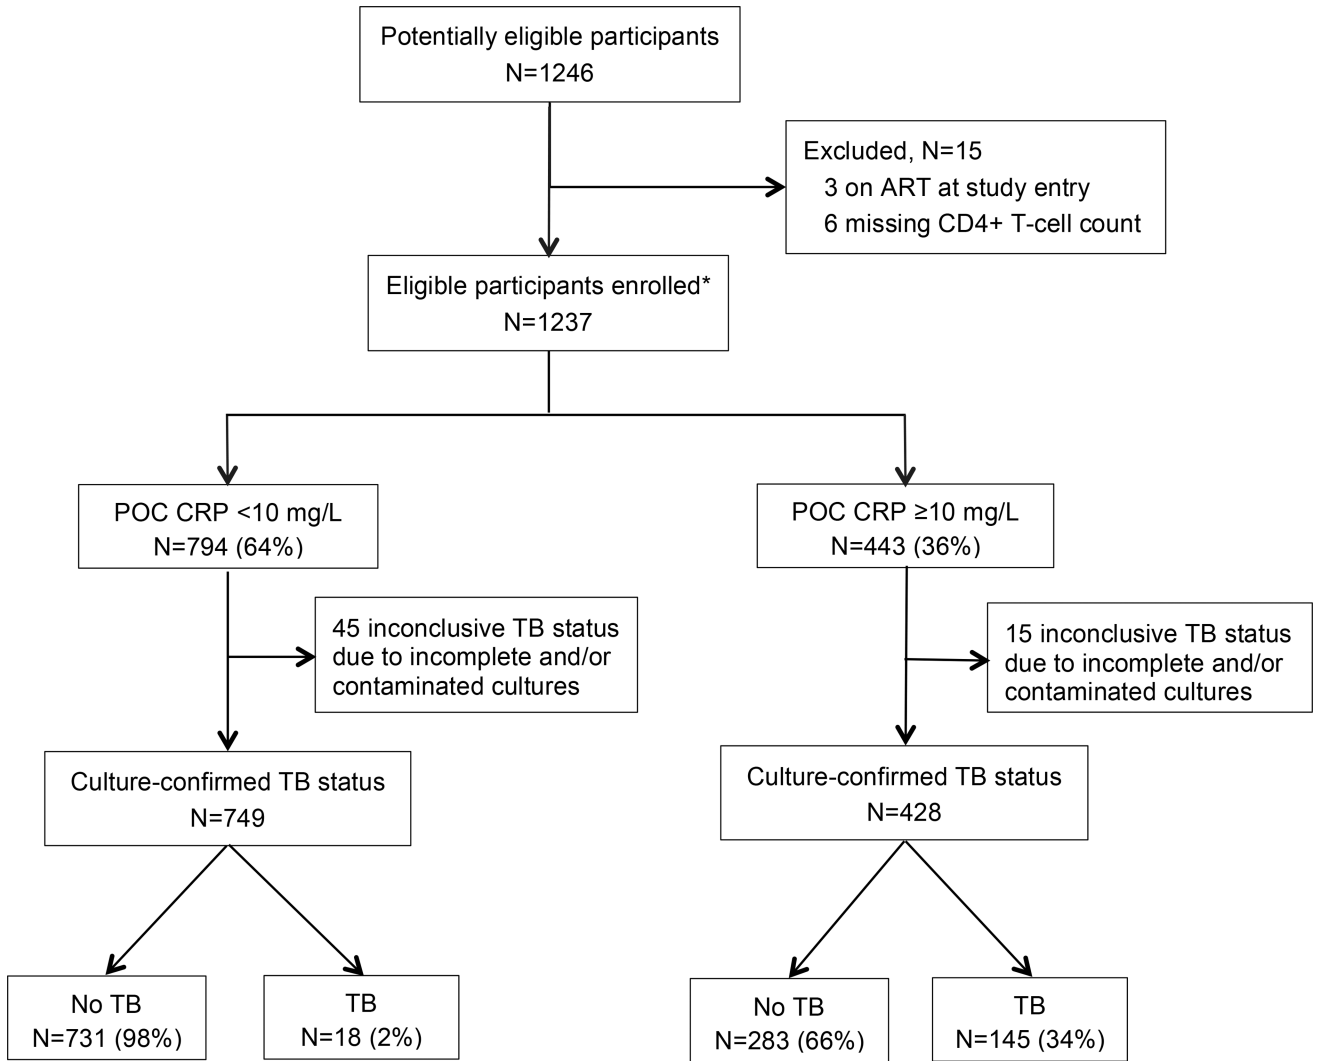 Potentially eligible participants
N=1246
Excluded, N=15
3 on ART at study entry
6 missing CD4+ T-cell count
Eligible participants enrolled*
N=1237
POC CRP <10 mg/L
N=794 (64%)
POC CRP ≥10 mg/L
N=443 (36%)
45 inconclusive TB status
due to incomplete and/or
contaminated cultures
15 inconclusive TB status
due to incomplete and/or
contaminated cultures
Culture-confirmed TB status
N=749
Culture-confirmed TB status
N=428
No TB
N=731 (98%)
TB
N=18 (2%)
No TB
N=283 (66%)
TB
N=145 (34%)